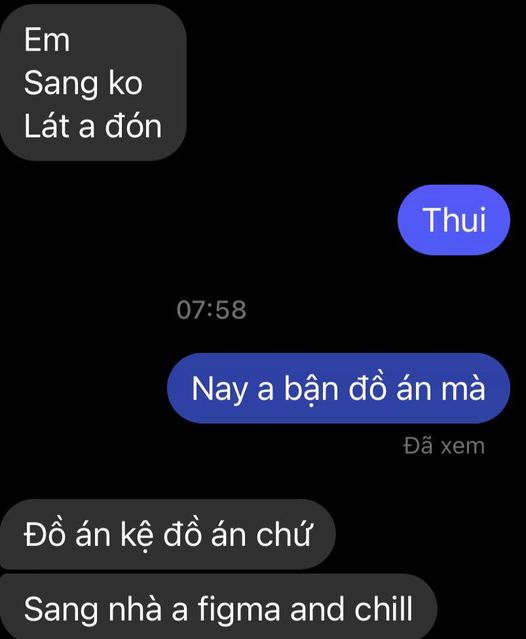 Em
Sang ko
Lát a đón
Thui
07:58
Nay a bận đồ án mà
Đã xem
Đồ án kệ đồ án chứ
Sang nhà a figma and chill